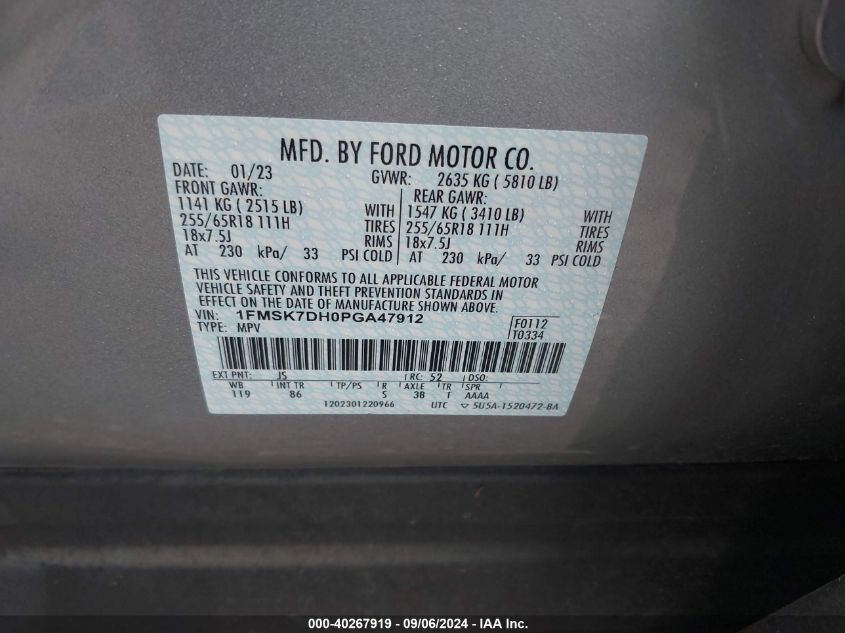 MFD. BY FORD MOTOR CO.
DATE: 01/23 GVWR: 2635 KG ( 5810 LB)
FRONT GAWR: REAR GAWR:
1141 KG ( 2515 LB) WITH 1547 KG ( 3410 LB) WITH
255/65R18 111H TIRES 255/65R18 111H TIRES
18x7.5J RIMS 18x7.5J RIMS
AT 230 kPa/ 33 PSI COLD AT 230 kPa/ 33 PSI COLD
THIS VEHICLE CONFORMS TO ALL APPLICABLE FEDERAL MOTOR
VEHICLE SAFETY AND THEFT PREVENTION STANDARDS IN
EFFECT ON THE DATE OF MANUFACTURE SHOWN ABOVE.
VIN: 1FMSK7DH0PGA47912 F0112
TYPE: MPV T0334
EXT PNT: JS RC: 52 DSO:
WB INT TR TP/PS R AXLE TR SPR
119 86 S 3B 1 AAAA
1202301220966 UTC ▽ 5U5A-1520472-BA
000-40267919 - 09/06/2024 - IAA Inc.